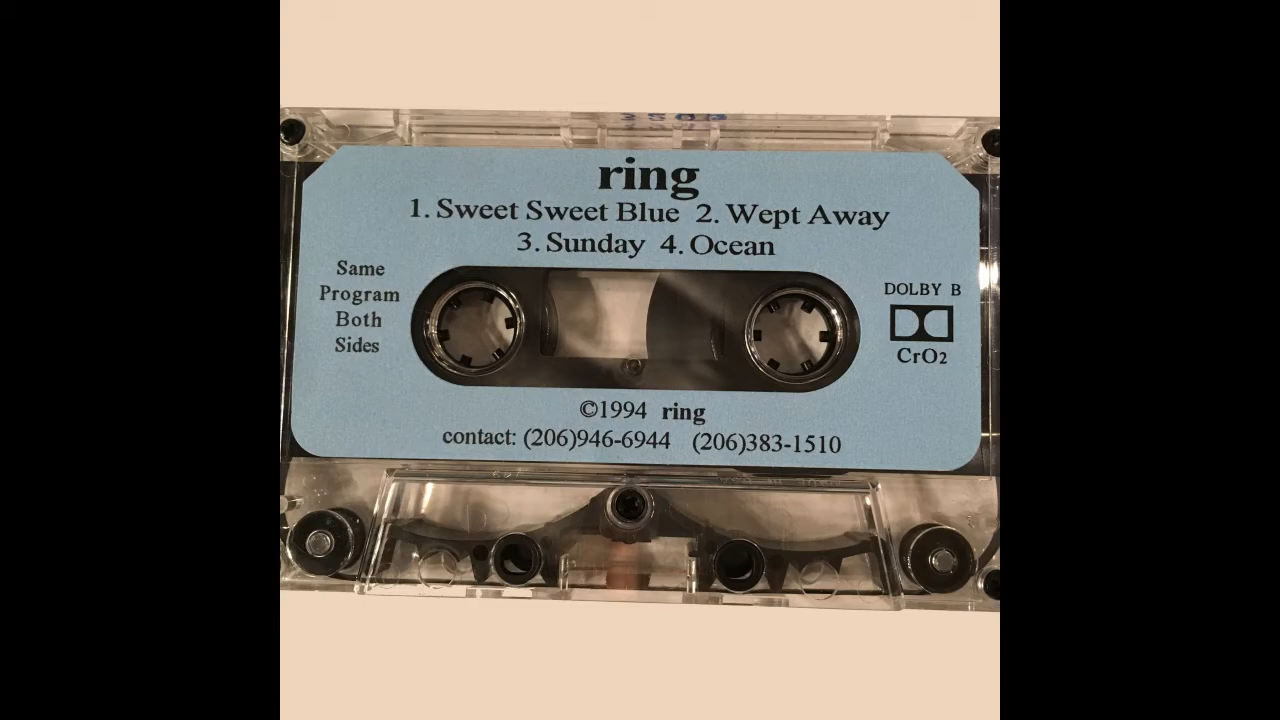 ring
1. Sweet Sweet Blue 2. Wept Away
3. Sunday 4. Ocean
Same
Program
Both
Sides
DOLBY B
CrO2
©1994 ring
contact: (206)946-6944 (206)383-1510